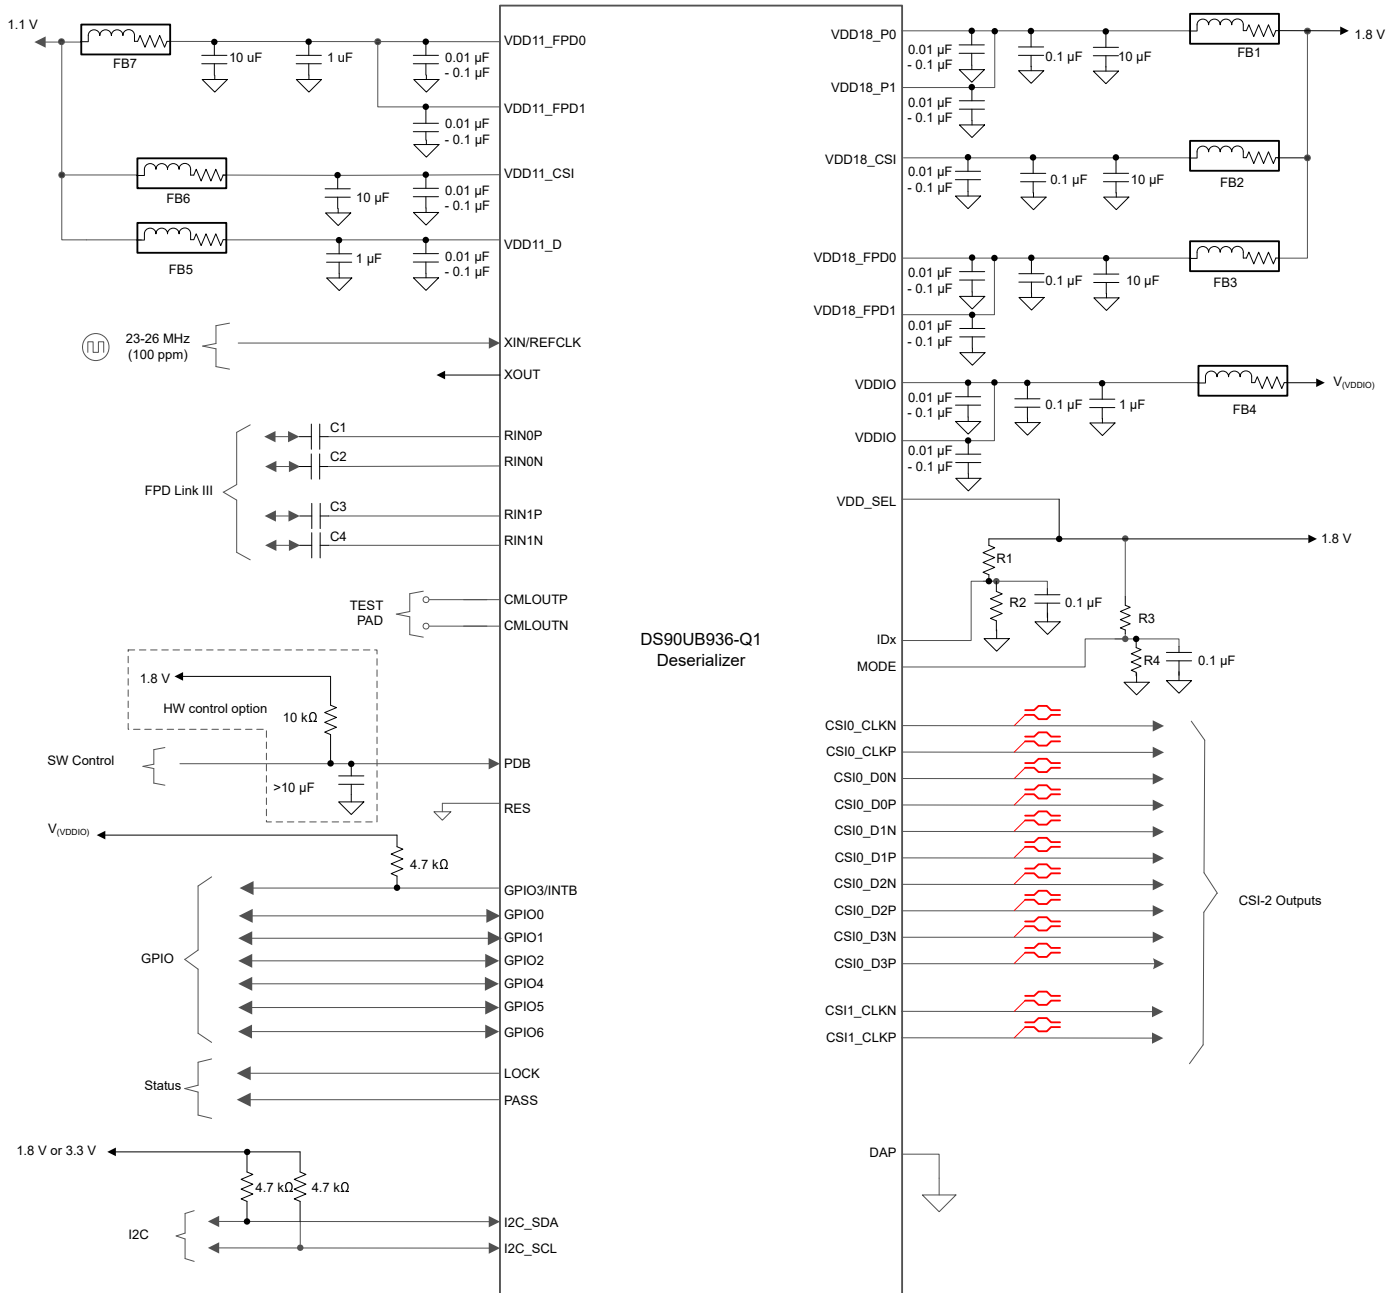 1.1 V
FB7
10 uF
1 uF
0.01 µF
- 0.1 µF
VDD11_FPD0
0.01 µF
- 0.1 µF
VDD11_FPD1
FB6
10 µF
0.01 µF
- 0.1 µF
VDD11_CSI
FB5
1 µF
0.01 µF
- 0.1 µF
VDD11_D
23-26 MHz
(100 ppm)
XIN/REFCLK
XOUT
FPD Link III
C1
RIN0P
C2
RIN0N
C3
RIN1P
C4
RIN1N
TEST
PAD
CMLOUTP
CMLOUTN
1.8 V
HW control option
10 kΩ
SW Control
>10 µF
PDB
RES
V(VDDIO)
4.7 kΩ
GPIO
GPIO3/INTB
GPIO0
GPIO1
GPIO2
GPIO4
GPIO5
GPIO6
Status
LOCK
PASS
1.8 V or 3.3 V
4.7 kΩ
4.7 kΩ
I2C
I2C_SDA
I2C_SCL
DS90UB936-Q1
Deserializer
VDD18_P0
0.01 µF
- 0.1 µF
0.1 µF
10 µF
FB1
1.8 V
VDD18_P1
0.01 µF
- 0.1 µF
VDD18_CSI
0.01 µF
- 0.1 µF
0.1 µF
10 µF
FB2
VDD18_FPD0
0.01 µF
- 0.1 µF
0.1 µF
10 µF
FB3
VDD18_FPD1
0.01 µF
- 0.1 µF
VDDIO
0.01 µF
- 0.1 µF
0.1 µF
1 µF
FB4
V(VDDIO)
VDDIO
0.01 µF
- 0.1 µF
VDD_SEL
1.8 V
R1
R2
0.1 µF
R3
IDx
R4
0.1 µF
MODE
CSI0_CLKN
CSI0_CLKP
CSI0_D0N
CSI0_D0P
CSI0_D1N
CSI0_D1P
CSI0_D2N
CSI0_D2P
CSI0_D3N
CSI0_D3P
CSI1_CLKN
CSI1_CLKP
CSI-2 Outputs
DAP